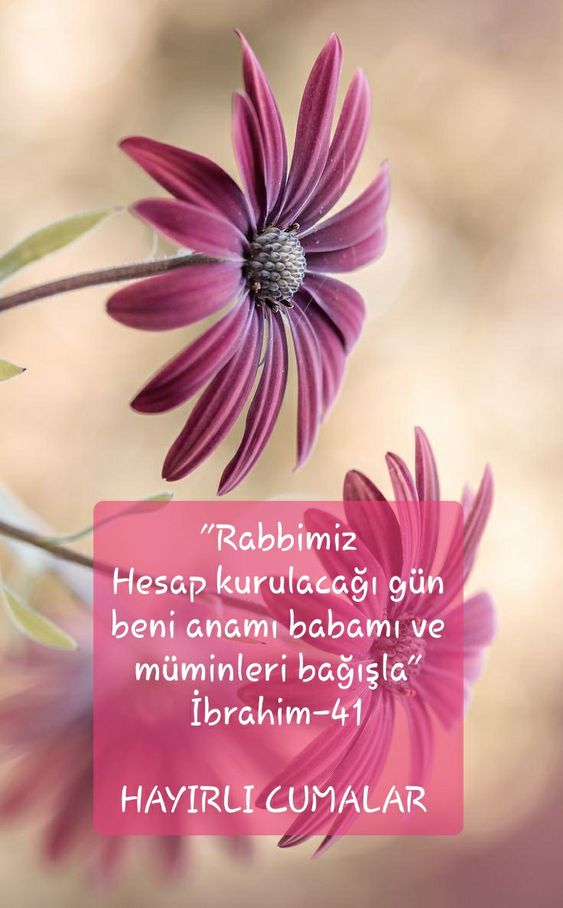 "Rabbimiz
Hesap kurulacağı gün
beni anamı babamı ve
müminleri bağışla"
İbrahim-41
HAYIRLI CUMALAR